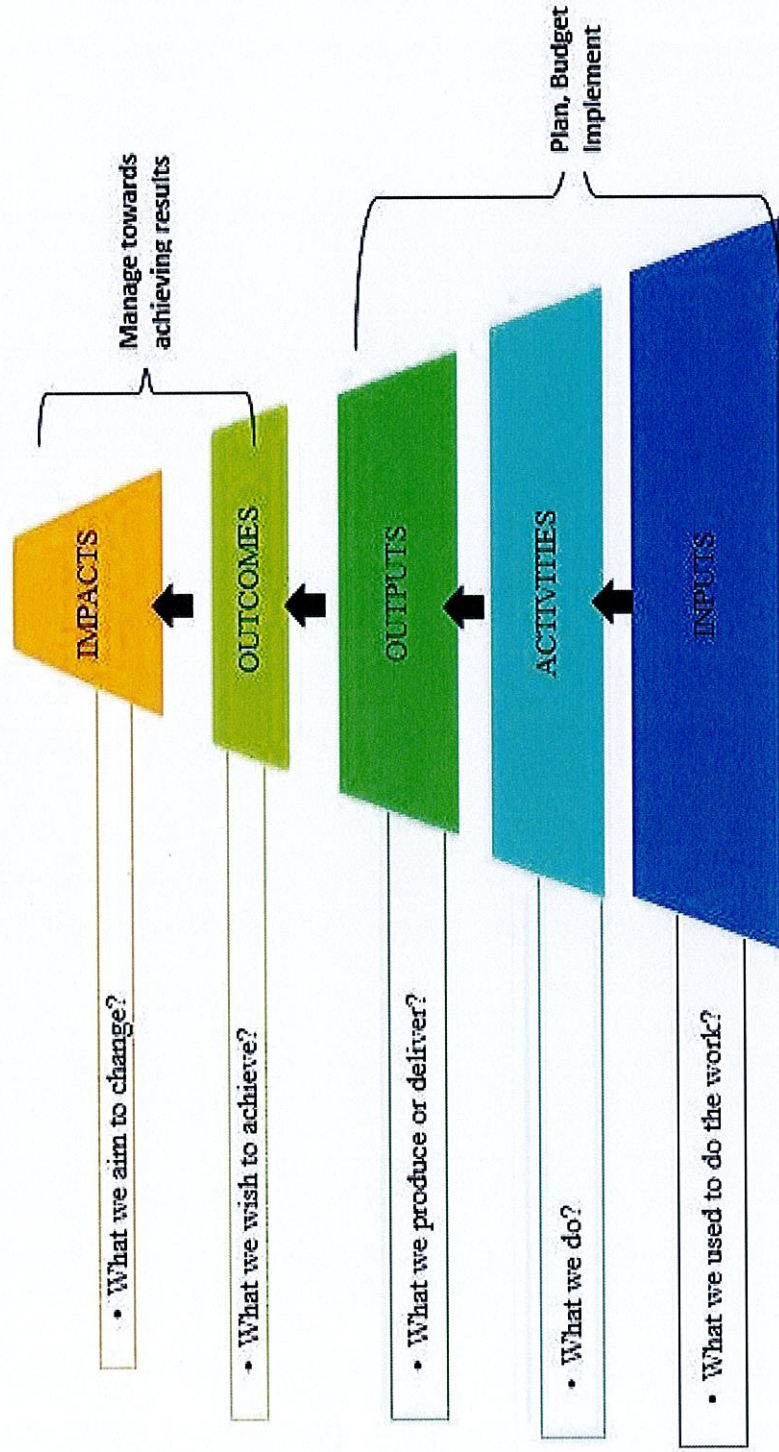 • What we aim to change?
IMPACTS
Manage towards
achieving results
• What we wish to achieve?
OUTCOMES
• What we produce or deliver?
OUTPUTS
• What we do?
ACTIVITIES
Plan, Budget
Implement
• What we used to do the work?
INPUTS